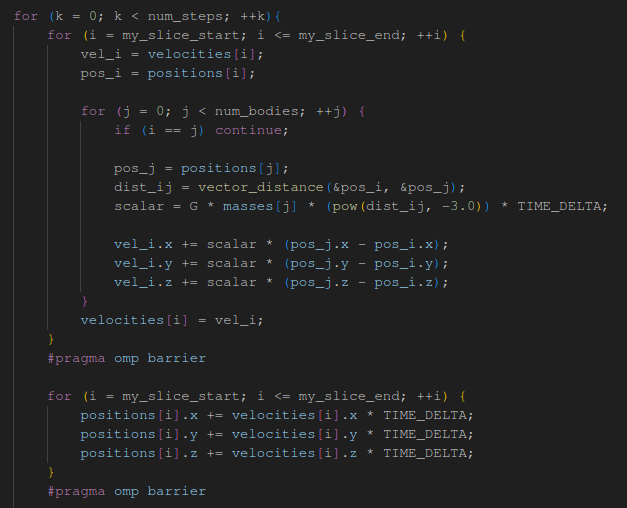 for (k = 0; k < num_steps; ++k){
for (i = my_slice_start; i <= my_slice_end; ++i) {
vel_i = velocities[i];
pos_i = positions[i];
for (j = 0; j < num_bodies; ++j) {
if (i == j) continue;
pos_j = positions[j];
dist_ij = vector_distance(&pos_i, &pos_j);
scalar = G * masses[j] * (pow(dist_ij, -3.0)) * TIME_DELTA;
vel_i.x += scalar * (pos_j.x - pos_i.x);
vel_i.y += scalar * (pos_j.y - pos_i.y);
vel_i.z += scalar * (pos_j.z - pos_i.z);
}
velocities[i] = vel_i;
}
#pragma omp barrier
for (i = my_slice_start; i <= my_slice_end; ++i) {
positions[i].x += velocities[i].x * TIME_DELTA;
positions[i].y += velocities[i].y * TIME_DELTA;
positions[i].z += velocities[i].z * TIME_DELTA;
}
#pragma omp barrier